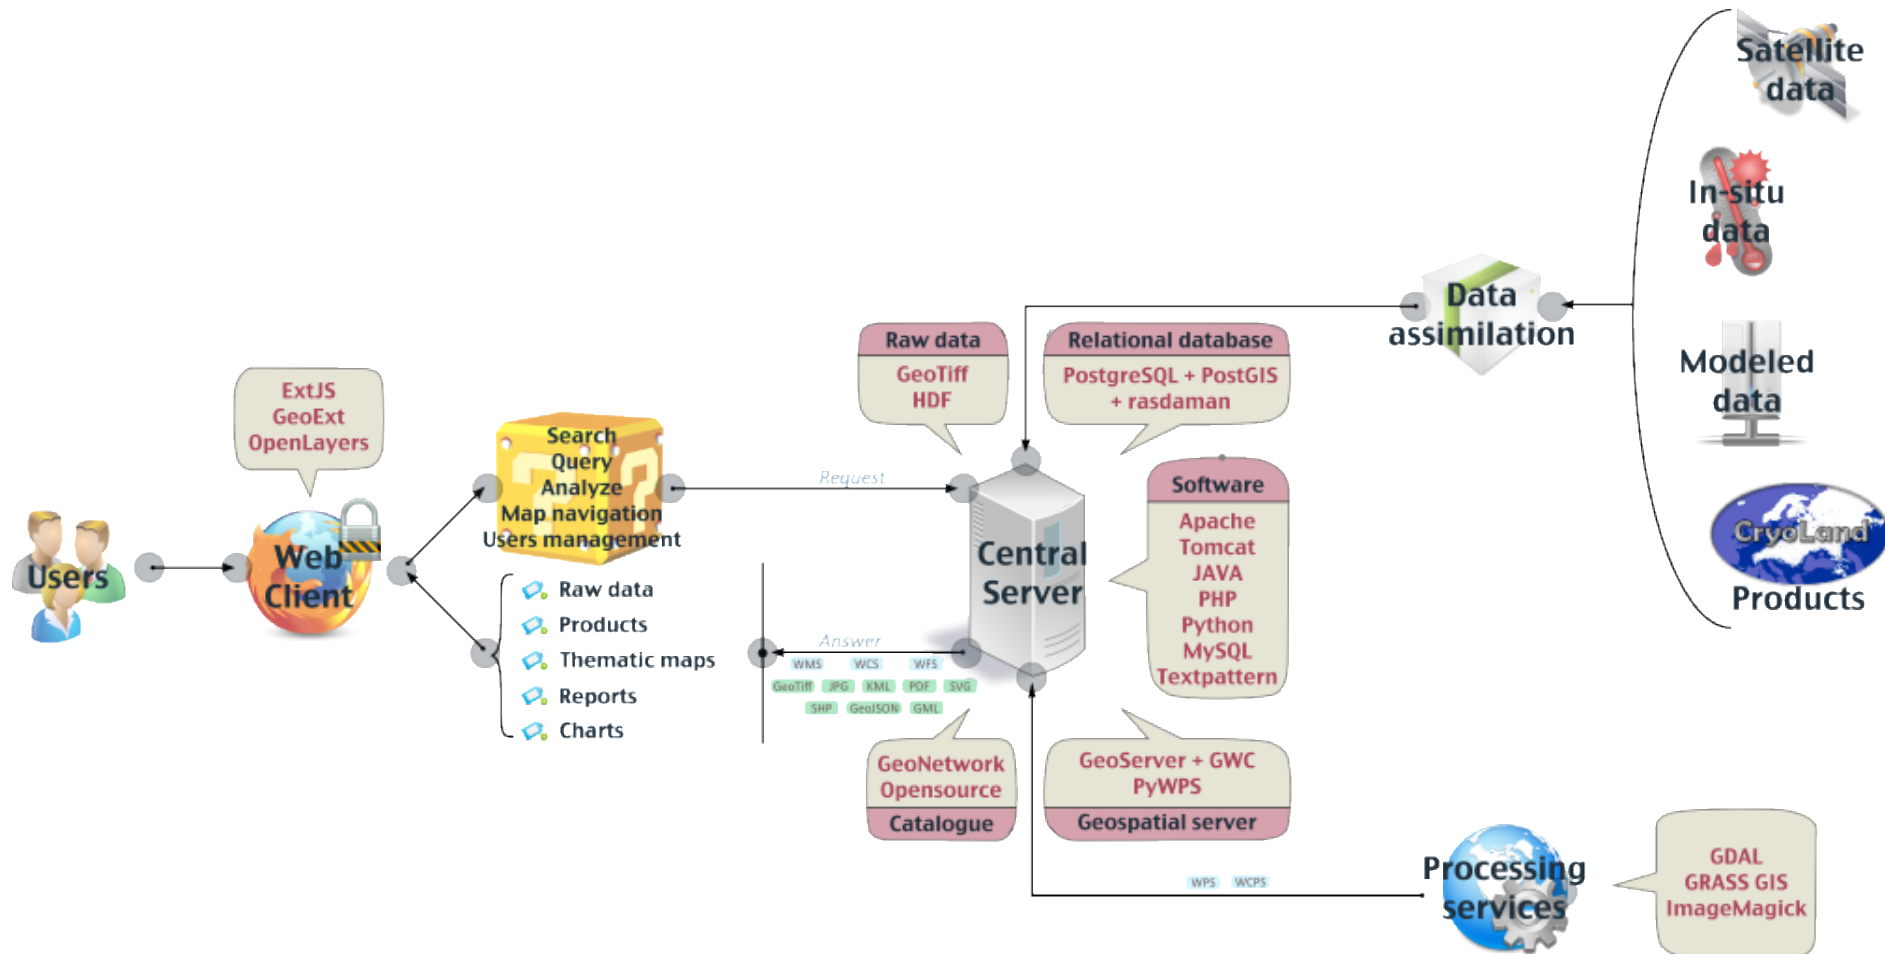 Satellite
data
In-situ
data
Modeled
data
CryoLand
Products
Data
assimilation
Raw data
GeoTiff
HDF
Relational database
PostgreSQL + PostGIS
+ rasdaman
ExtJS
GeoExt
OpenLayers
Search
Query
Analyze
Map navigation
Users management
Request
Users
Web
Client
Central
Server
Software
Apache
Tomcat
JAVA
PHP
Python
MySQL
Textpattern
Raw data
Products
Thematic maps
Reports
Charts
Answer
WMS WCS WFS
GeoTiff JPG KML PDF SVG
SHP GeoJSON GML
GeoNetwork
Opensource
Catalogue
GeoServer + GWC
PyWPS
Geospatial server
WPS WCPS
Processing
services
GDAL
GRASS GIS
ImageMagick